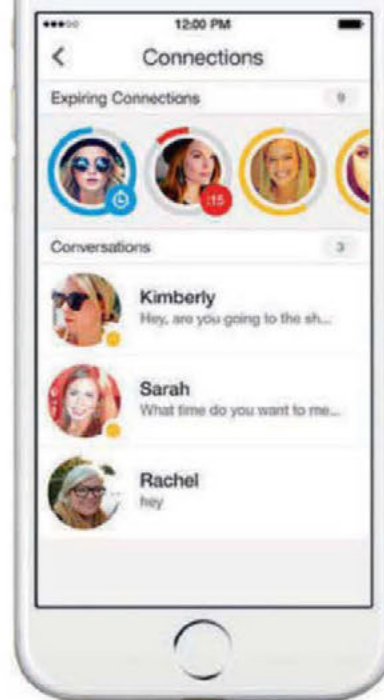 12:00 PM
Connections
Expiring Connections 9
:15
Conversations 3
Kimberly
Hey, are you going to the sh...
Sarah
What time do you want to me...
Rachel
hey